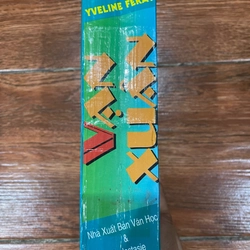 YVELINE FERAY
VẠN
XUÂN
Nhà Xuất Bản Văn Học
&